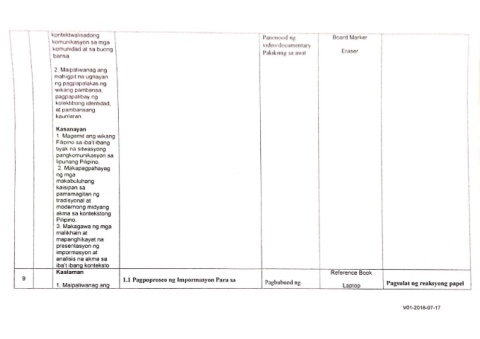 kontekstwalisadong
komunikasyon sa mga
komunidad at sa buong
bansa.
2. Maipaliwanag ang
mahigpit na ugnayan
ng pagpapalakas ng
wikang pambansa,
pagpapatibay ng
kolektibong identidad,
at pambansang
kaunlaran
Kasanayan
1. Magamit ang wikang
Filipino sa iba't ibang
tiyak na sitwasyong
pangkomunikasyon sa
lipunang Pilipino.
2. Makapagpahayag
ng mga
makabuluhang
kaisipan sa
pamamagitan ng
tradisyonal at
modernong midyang
akma sa kontekstong
Pilipino.
3. Makagawa ng mga
malikhain at
mapanghikayat na
presentasyon ng
impormasyon at
analisis na akma sa
iba't ibang konteksto
Panonood ng
video/documentary
Pakikinig sa awit
Board Marker
Eraser
9
Kaalaman
1. Maipaliwanag ang
1.1 Pagpoproseso ng Impormasyon Para sa
Pagbabasa ng
Reference Book
Laptop
Pagsulat ng reaksyong papel
V01-2018-07-17